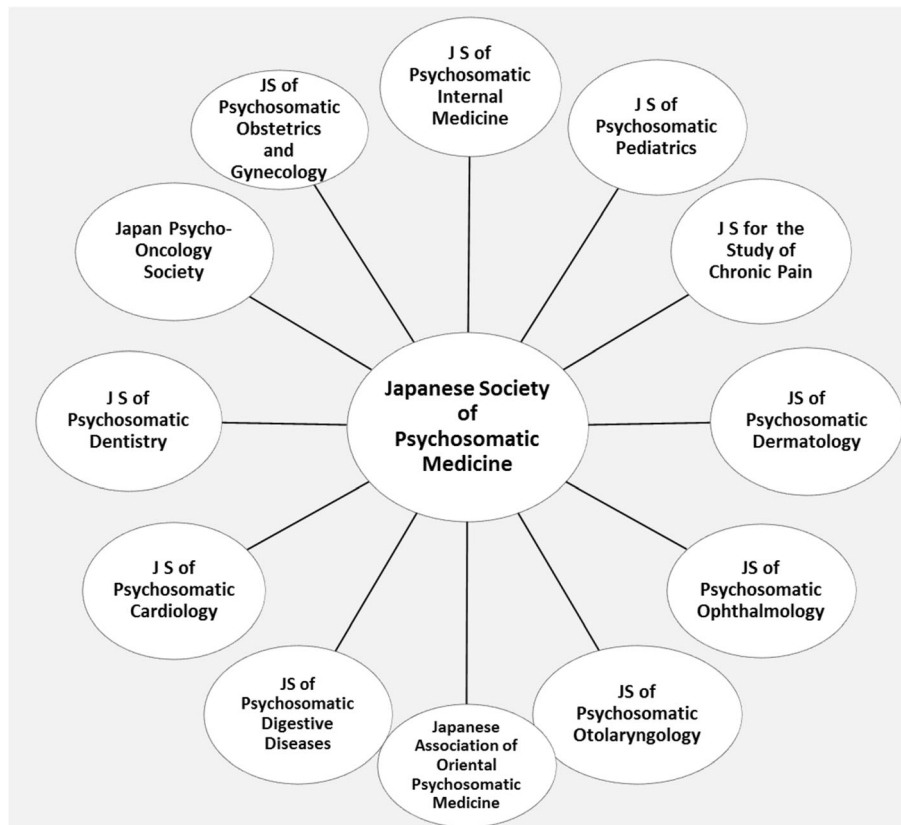 J S of
Psychosomatic
Internal
Medicine
J S of
Psychosomatic
Pediatrics
J S for the
Study of
Chronic Pain
JS of
Psychosomatic
Dermatology
JS of
Psychosomatic
Ophthalmology
JS of
Psychosomatic
Otolaryngology
Japanese
Association of
Oriental
Psychosomatic
Medicine
JS of
Psychosomatic
Digestive
Diseases
J S of
Psychosomatic
Cardiology
J S of
Psychosomatic
Dentistry
Japan Psycho-
Oncology
Society
JS of
Psychosomatic
Obstetrics
and
Gynecology
Japanese Society
of
Psychosomatic
Medicine